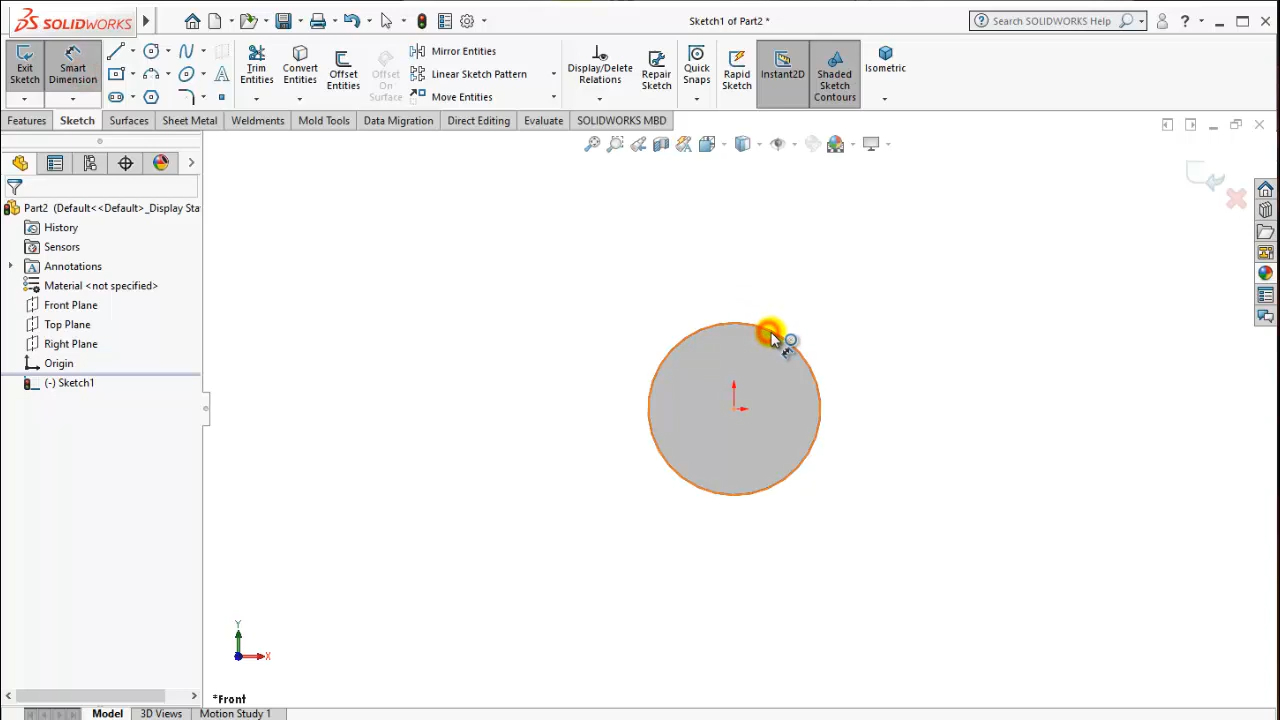 SOLIDWORKS
Sketch1 of Part2 *
Search SOLIDWORKS Help
Exit Sketch
Smart Dimension
Trim Entities
Convert Entities
Offset Entities
Offset On Surface
Mirror Entities
Linear Sketch Pattern
Move Entities
Display/Delete Relations
Repair Sketch
Quick Snaps
Rapid Sketch
Instant2D
Shaded Sketch Contours
Isometric
Features
Sketch
Surfaces
Sheet Metal
Weldments
Mold Tools
Data Migration
Direct Editing
Evaluate
SOLIDWORKS MBD
Part2 (Default<<Default>_Display Sta
History
Sensors
Annotations
Material <not specified>
Front Plane
Top Plane
Right Plane
Origin
(-) Sketch1
Y
X
*Front
Model
3D Views
Motion Study 1